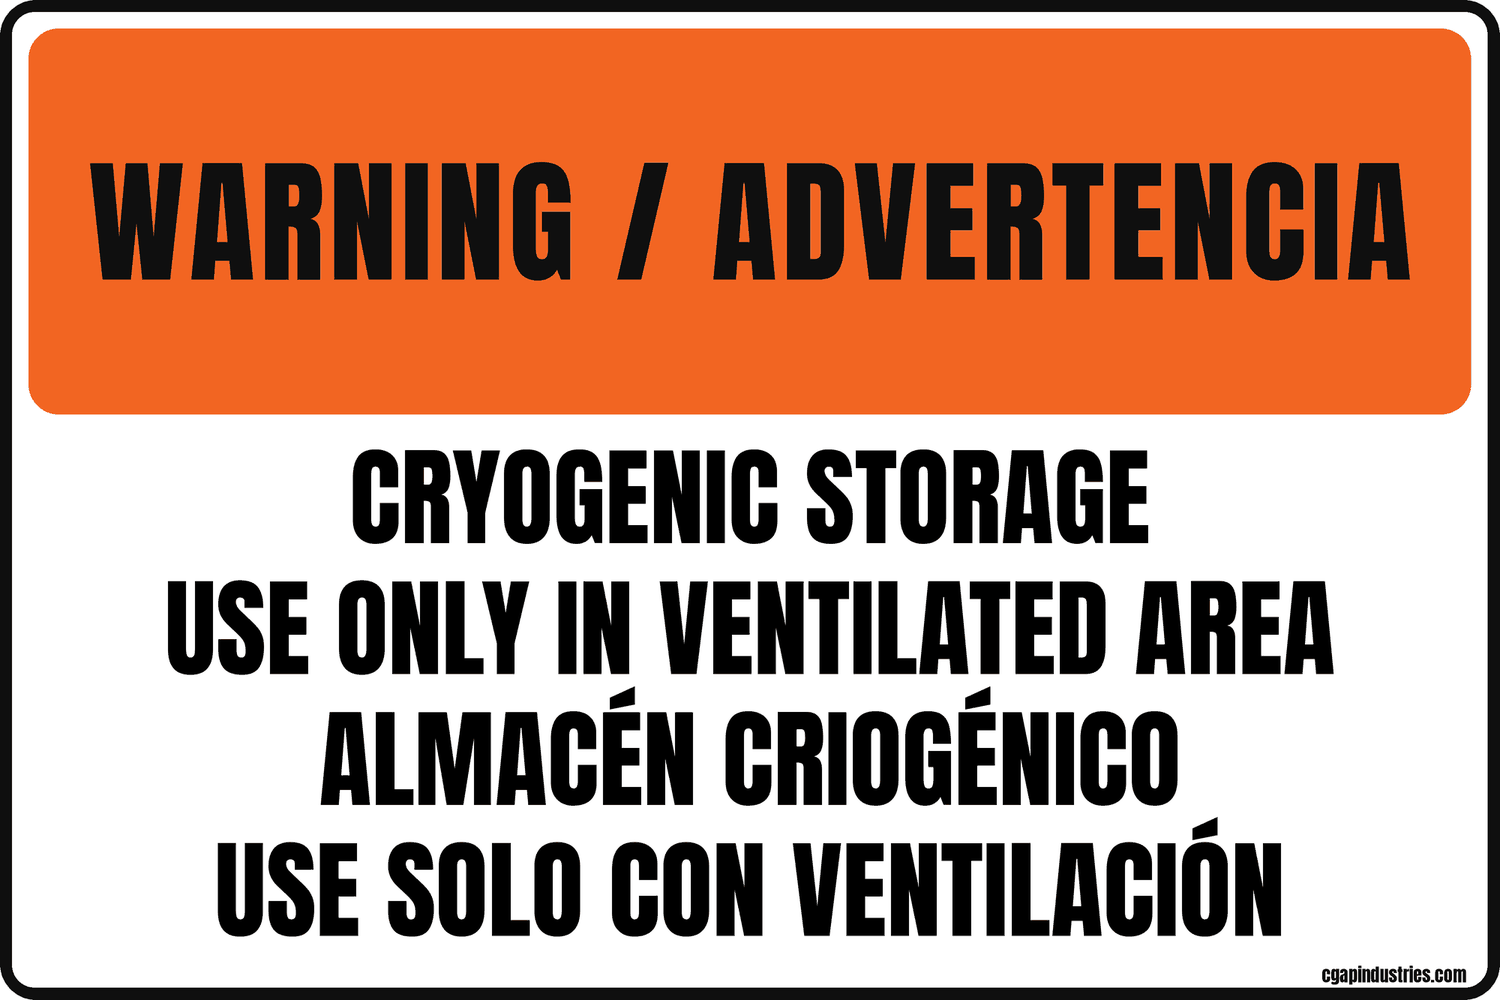 WARNING / ADVERTENCIA
CRYOGENIC STORAGE
USE ONLY IN VENTILATED AREA
ALMACÉN CRIOGÉNICO
USE SOLO CON VENTILACIÓN
cgapindustries.com